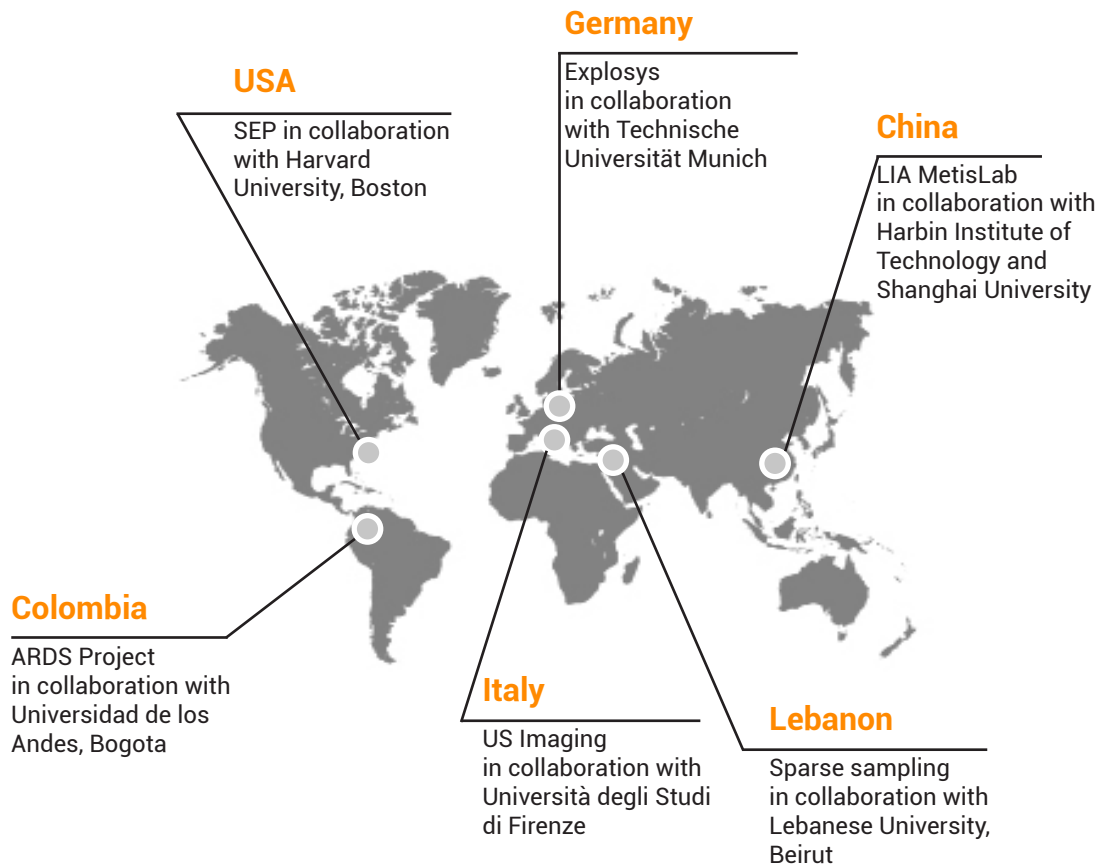 Germany
Explosys
in collaboration
with Technische
Universität Munich
USA
SEP in collaboration
with Harvard
University, Boston
China
LIA MetisLab
in collaboration with
Harbin Institute of
Technology and
Shanghai University
Colombia
ARDS Project
in collaboration with
Universidad de los
Andes, Bogota
Italy
US Imaging
in collaboration with
Università degli Studi
di Firenze
Lebanon
Sparse sampling
in collaboration with
Lebanese University,
Beirut